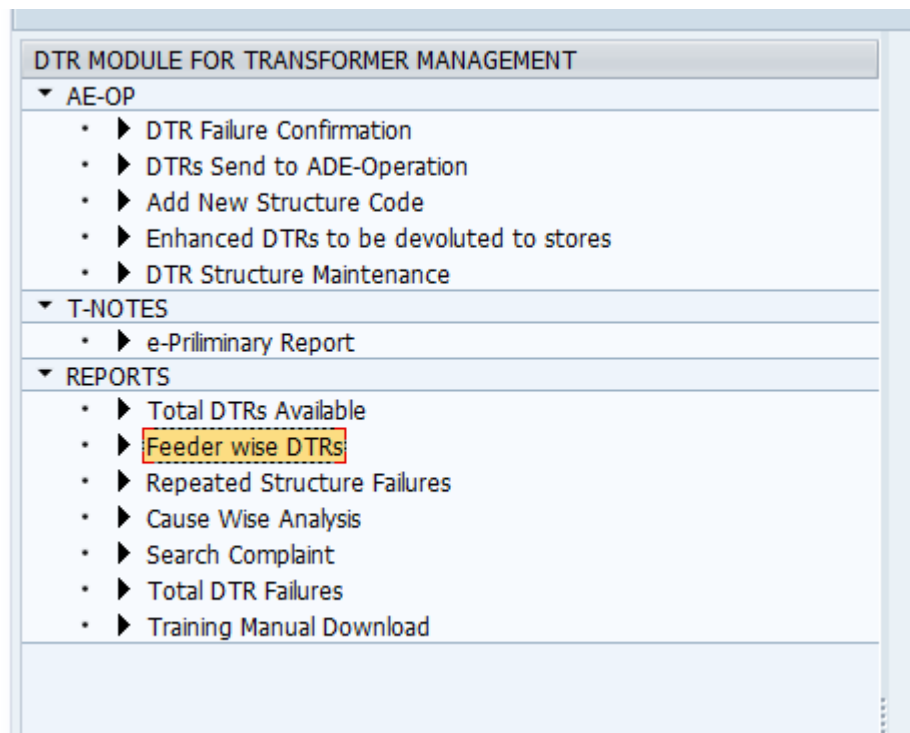 DTR MODULE FOR TRANSFORMER MANAGEMENT
AE-OP
DTR Failure Confirmation
DTRs Send to ADE-Operation
Add New Structure Code
Enhanced DTRs to be devoluted to stores
DTR Structure Maintenance
T-NOTES
e-Priliminary Report
REPORTS
Total DTRs Available
Feeder wise DTRs
Repeated Structure Failures
Cause Wise Analysis
Search Complaint
Total DTR Failures
Training Manual Download